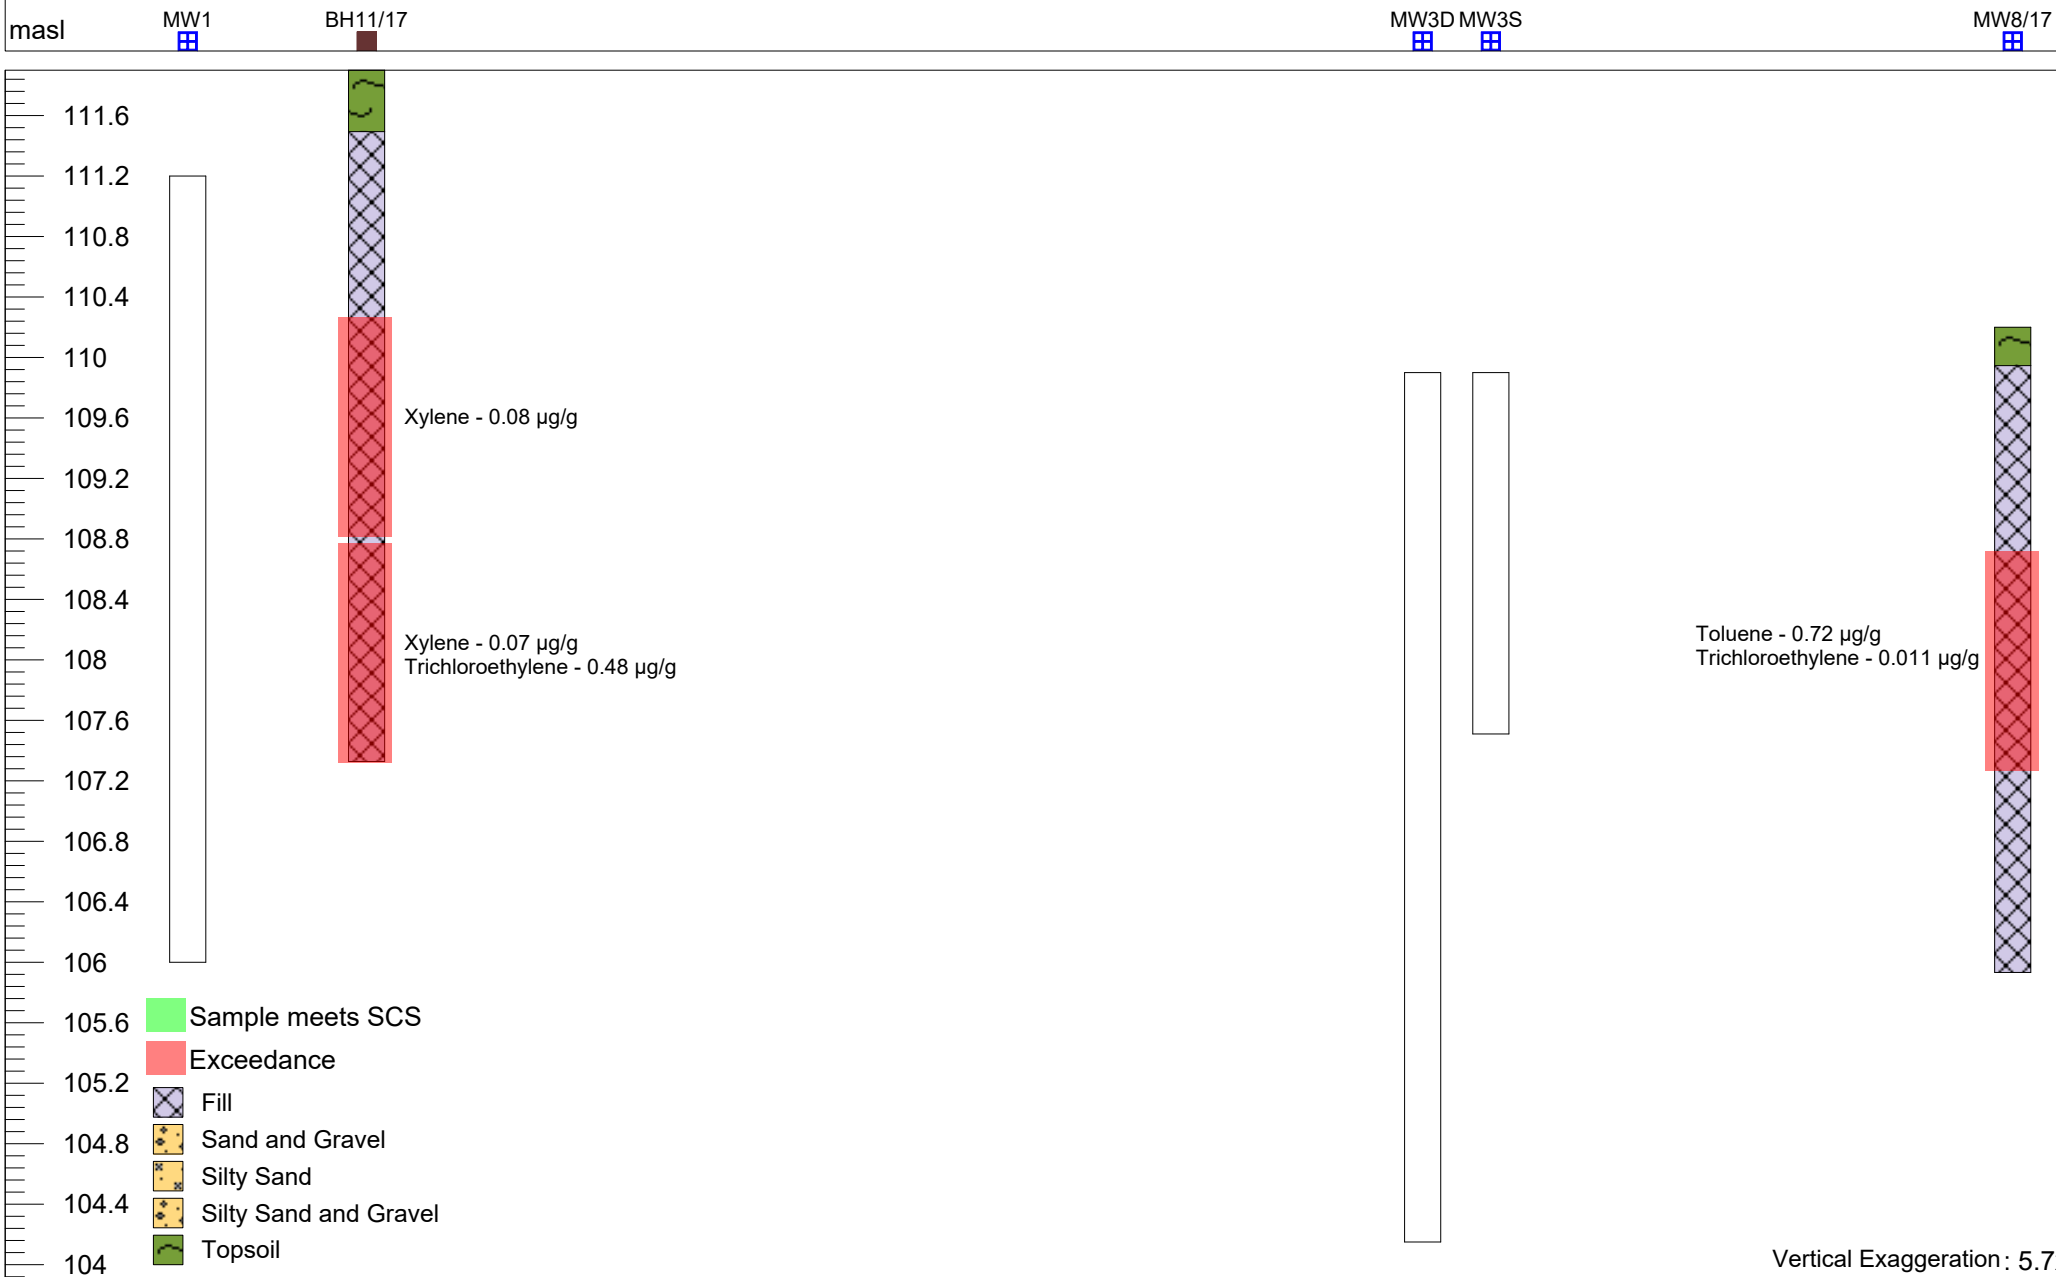 masl
MW1
BH11/17
MW3D
MW3S
MW8/17
111.6
111.2
110.8
110.4
110
109.6
109.2
108.8
108.4
108
107.6
107.2
106.8
106.4
106
105.6
105.2
104.8
104.4
104
Xylene - 0.08 µg/g
Xylene - 0.07 µg/g
Trichloroethylene - 0.48 µg/g
Toluene - 0.72 µg/g
Trichloroethylene - 0.011 µg/g
Sample meets SCS
Exceedance
Fill
Sand and Gravel
Silty Sand
Silty Sand and Gravel
Topsoil
Vertical Exaggeration : 5.7